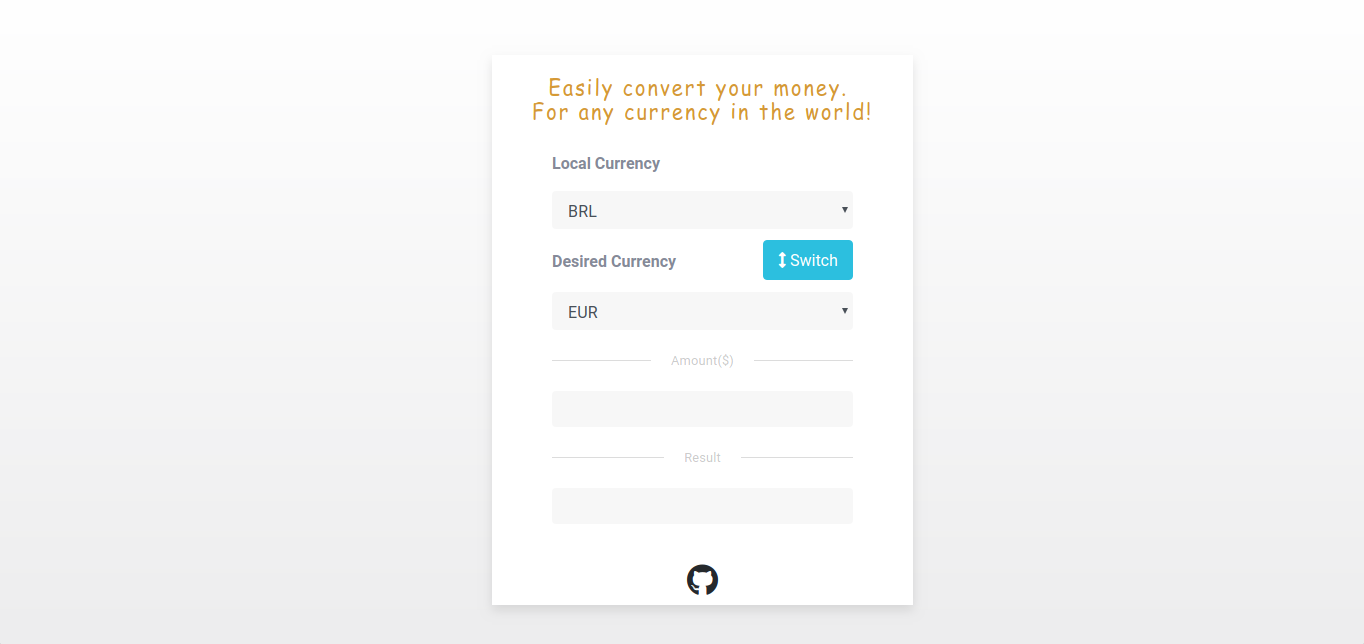 Easily convert your money.
For any currency in the world!
Local Currency
BRL
Desired Currency
Switch
EUR
Amount($)
Result